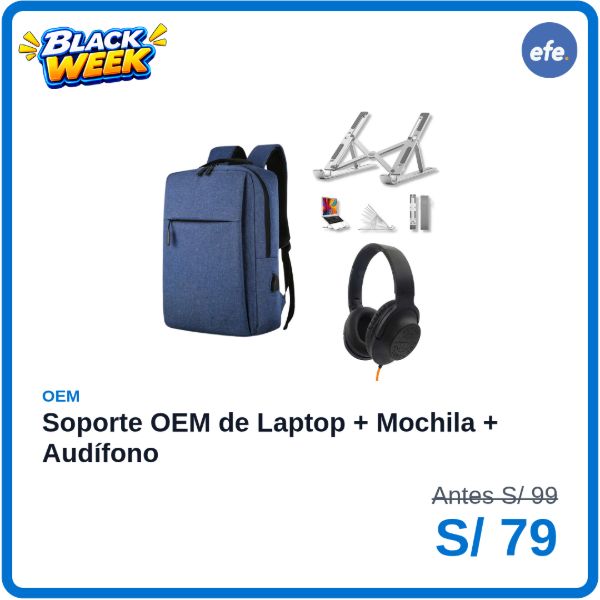 BLACK
WEEK
efe.
OEM
Soporte OEM de Laptop + Mochila +
Audífono
Antes S/ 99
S/ 79